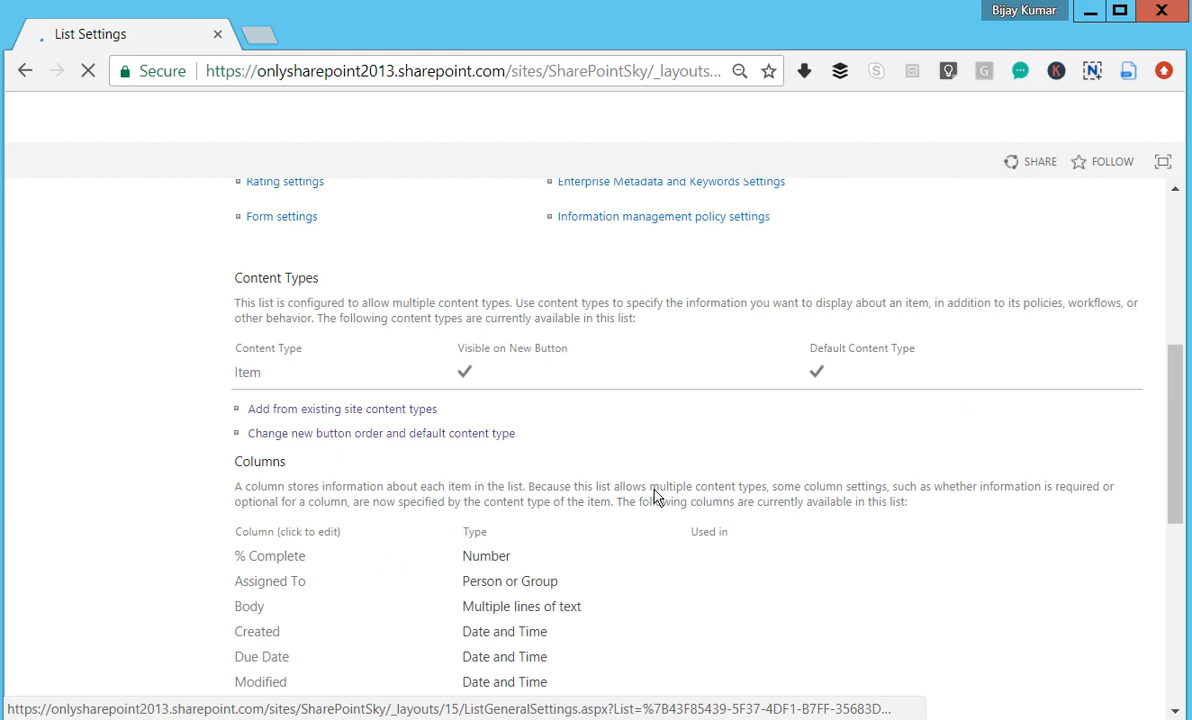 Bijay Kumar
List Settings
Secure https://onlysharepoint2013.sharepoint.com/sites/SharePointSky/_layouts...
SHARE FOLLOW
Rating settings Enterprise Metadata and Keywords Settings
Form settings Information management policy settings
Content Types
This list is configured to allow multiple content types. Use content types to specify the information you want to display about an item, in addition to its policies, workflows, or
other behavior. The following content types are currently available in this list:
Content Type Visible on New Button Default Content Type
Item
Add from existing site content types
Change new button order and default content type
Columns
A column stores information about each item in the list. Because this list allows multiple content types, some column settings, such as whether information is required or
optional for a column, are now specified by the content type of the item. The following columns are currently available in this list:
Column (click to edit) Type Used in
% Complete Number
Assigned To Person or Group
Body Multiple lines of text
Created Date and Time
Due Date Date and Time
Modified Date and Time
https://onlysharepoint2013.sharepoint.com/sites/SharePointSky/_layouts/15/ListGeneralSettings.aspx?List=%7B43F85439-5F37-4DF1-B7FF-35683D...